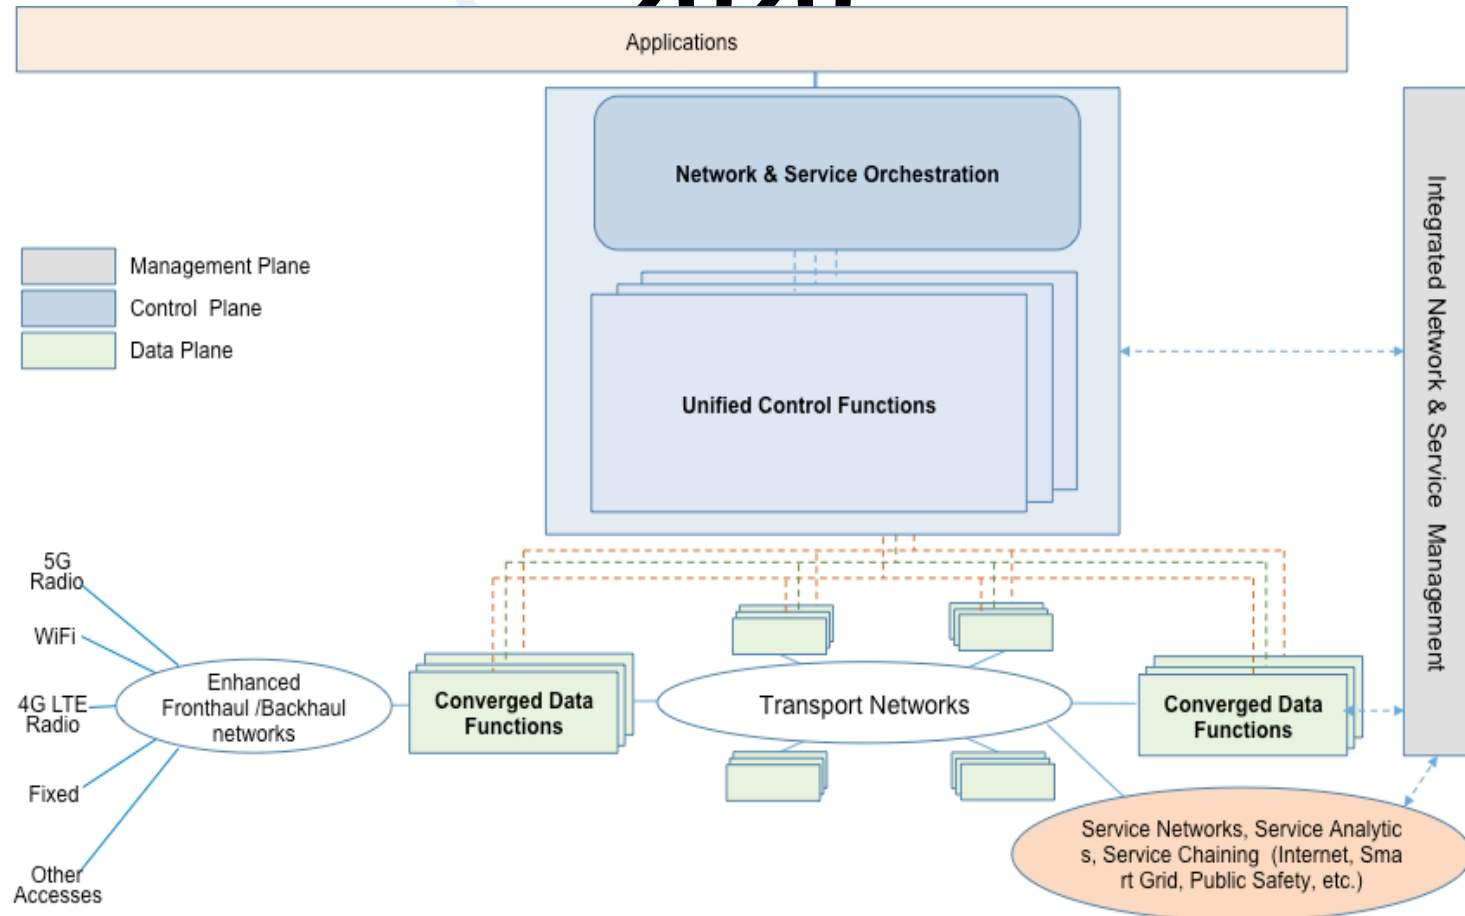 Applications
Network & Service Orchestration
Management Plane
Control Plane
Data Plane
Unified Control Functions
Integrated Network & Service Management
5G
Radio
WiFi
4G LTE
Radio
Fixed
Other
Accesses
Enhanced
Fronthaul /Backhaul
networks
Converged Data
Functions
Transport Networks
Converged Data
Functions
Service Networks, Service Analytic
s, Service Chaining (Internet, Sma
rt Grid, Public Safety, etc.)